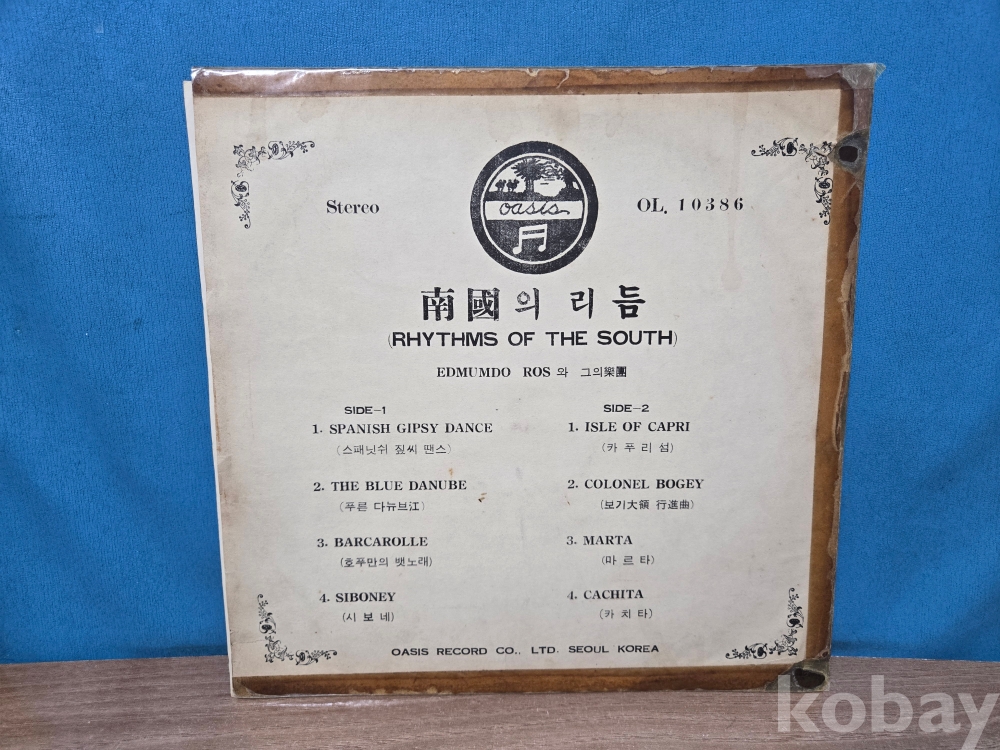 Stereo
oasis
OL. 10386
南國의 리듬
(RHYTHMS OF THE SOUTH)
EDMUMDO ROS 와 그의樂團
SIDE-1
1. SPANISH GIPSY DANCE
(스패닛쉬 짚씨 땐스)
2. THE BLUE DANUBE
(푸른 다뉴브江)
3. BARCAROLLE
(호푸만의 뱃노래)
4. SIBONEY
(시보네)
SIDE-2
1. ISLE OF CAPRI
(카푸리섬)
2. COLONEL BOGEY
(보기大領 行進曲)
3. MARTA
(마르타)
4. CACHITA
(카치타)
OASIS RECORD CO., LTD. SEOUL KOREA
kobay